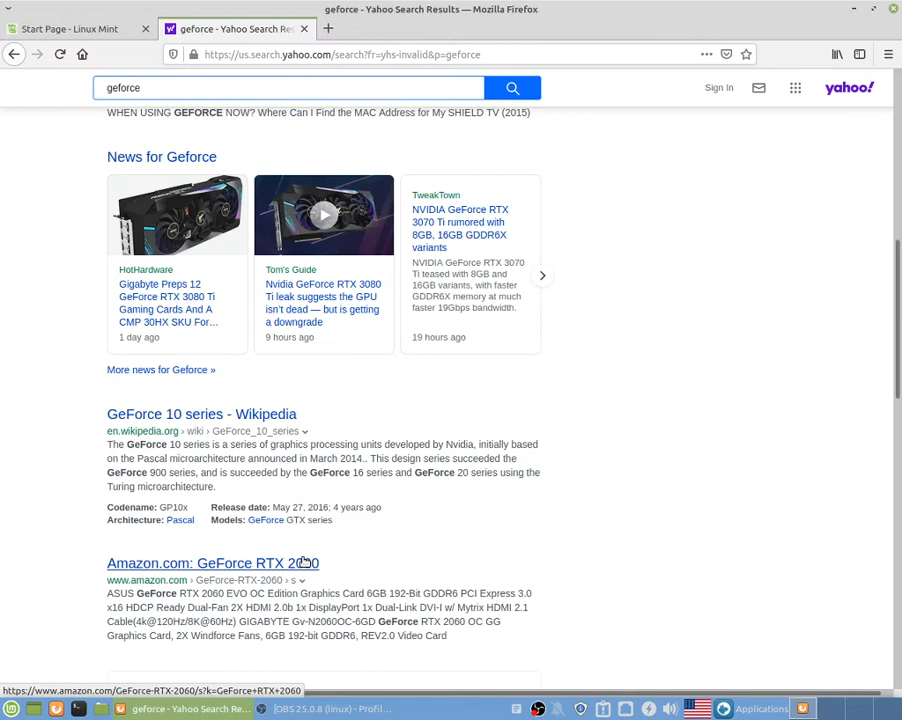 geforce - Yahoo Search Results — Mozilla Firefox
Start Page - Linux Mint
geforce - Yahoo Search Res
https://us.search.yahoo.com/search?fr=yhs-invalid&p=geforce
geforce
Sign In
yahoo!
WHEN USING GEFORCE NOW? Where Can I Find the MAC Address for My SHIELD TV (2015)
News for Geforce
HotHardware
Gigabyte Preps 12
GeForce RTX 3080 Ti
Gaming Cards And A
CMP 30HX SKU For...
1 day ago
Tom's Guide
Nvidia GeForce RTX 3080
Ti leak suggests the GPU
isn't dead — but is getting
a downgrade
9 hours ago
TweakTown
NVIDIA GeForce RTX
3070 Ti rumored with
8GB, 16GB GDDR6X
variants
NVIDIA GeForce RTX 3070
Ti teased with 8GB and
16GB variants, with faster
GDDR6X memory at much
faster 19Gbps bandwidth.
19 hours ago
More news for Geforce »
GeForce 10 series - Wikipedia
en.wikipedia.org › wiki › GeForce_10_series
The GeForce 10 series is a series of graphics processing units developed by Nvidia, initially based
on the Pascal microarchitecture announced in March 2014.. This design series succeeded the
GeForce 900 series, and is succeeded by the GeForce 16 series and GeForce 20 series using the
Turing microarchitecture.
Codename: GP10x Release date: May 27, 2016; 4 years ago
Architecture: Pascal Models: GeForce GTX series
Amazon.com: GeForce RTX 2060
www.amazon.com › GeForce-RTX-2060 › s
ASUS GeForce RTX 2060 EVO OC Edition Graphics Card 6GB 192-Bit GDDR6 PCI Express 3.0
x16 HDCP Ready Dual-Fan 2X HDMI 2.0b 1x DisplayPort 1x Dual-Link DVI-I w/ Mytrix HDMI 2.1
Cable(4k@120Hz/8K@60Hz) GIGABYTE Gv-N2060OC-6GD GeForce RTX 2060 OC GG
Graphics Card, 2X Windforce Fans, 6GB 192-bit GDDR6, REV2.0 Video Card
https://www.amazon.com/GeForce-RTX-2060/s?k=GeForce+RTX+2060
geforce - Yahoo Search Re...
[OBS 25.0.8 (linux) - Profil...
Applications